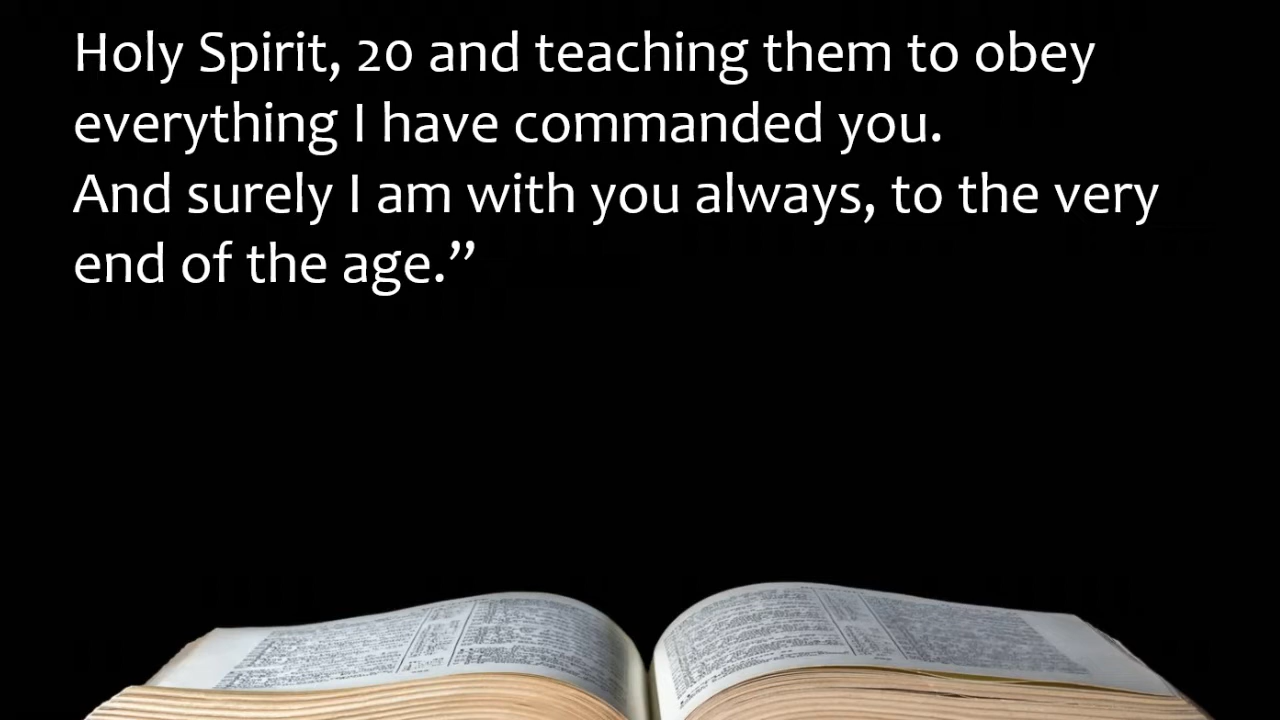 Holy Spirit, 20 and teaching them to obey
everything I have commanded you.
And surely I am with you always, to the very
end of the age.”